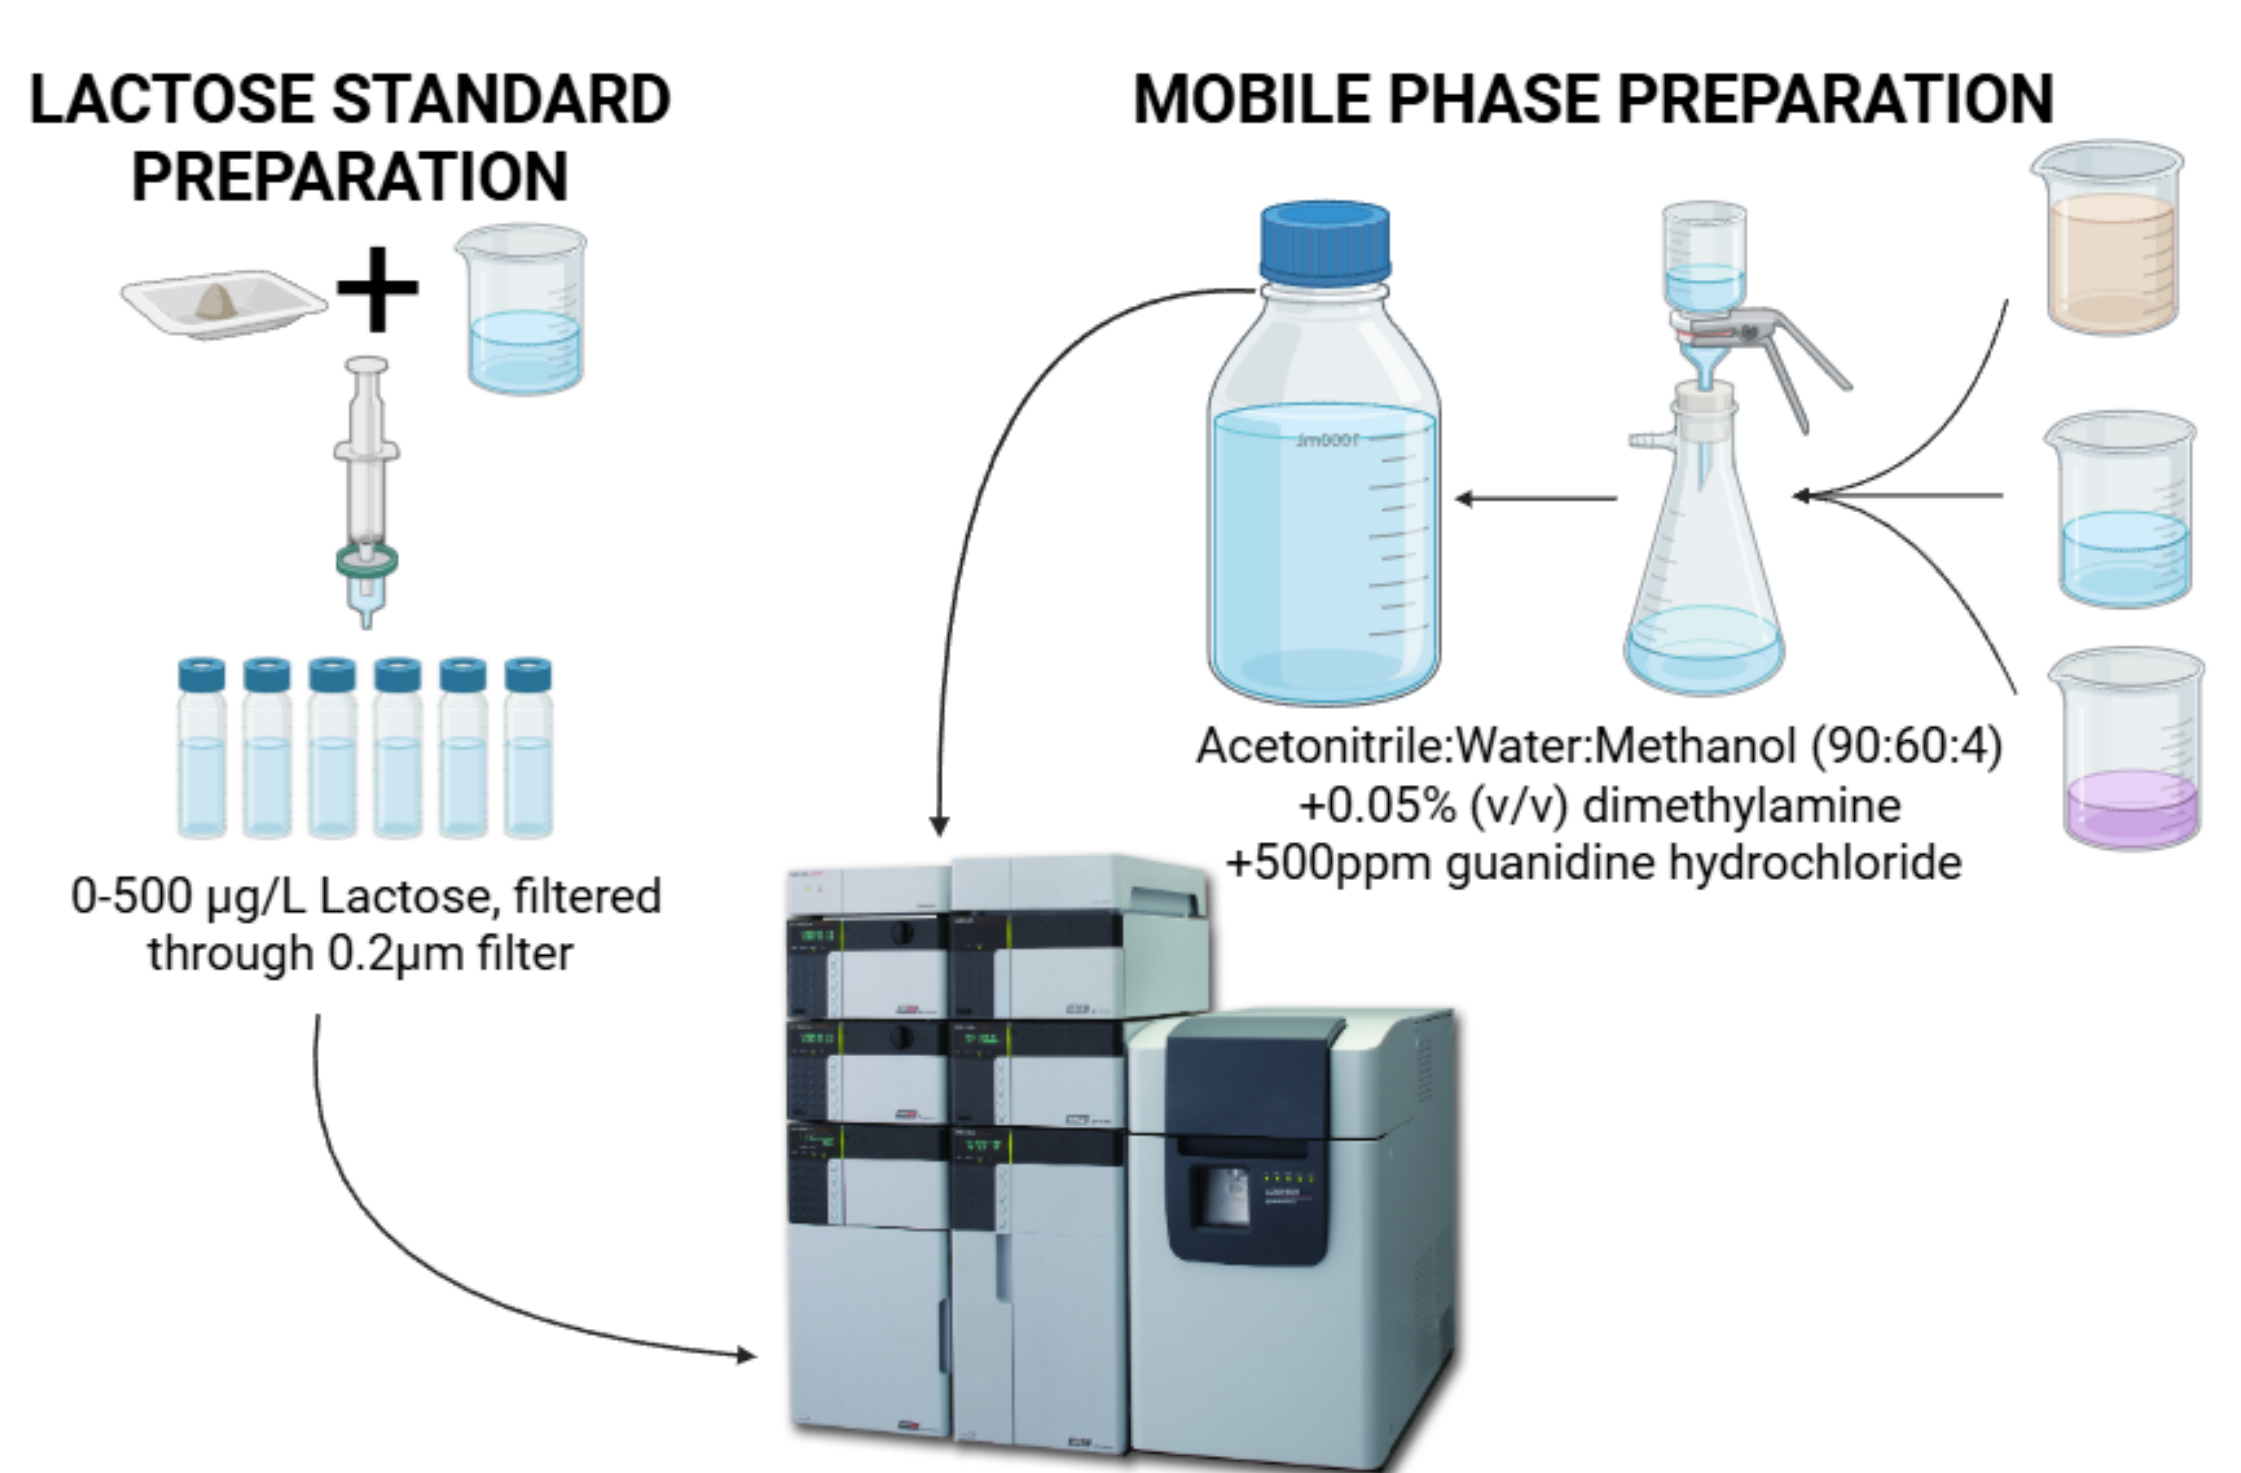 LACTOSE STANDARD
PREPARATION
0-500 µg/L Lactose, filtered
through 0.2µm filter
MOBILE PHASE PREPARATION
1000mL
Acetonitrile:Water:Methanol (90:60:4)
+0.05% (v/v) dimethylamine
+500ppm guanidine hydrochloride